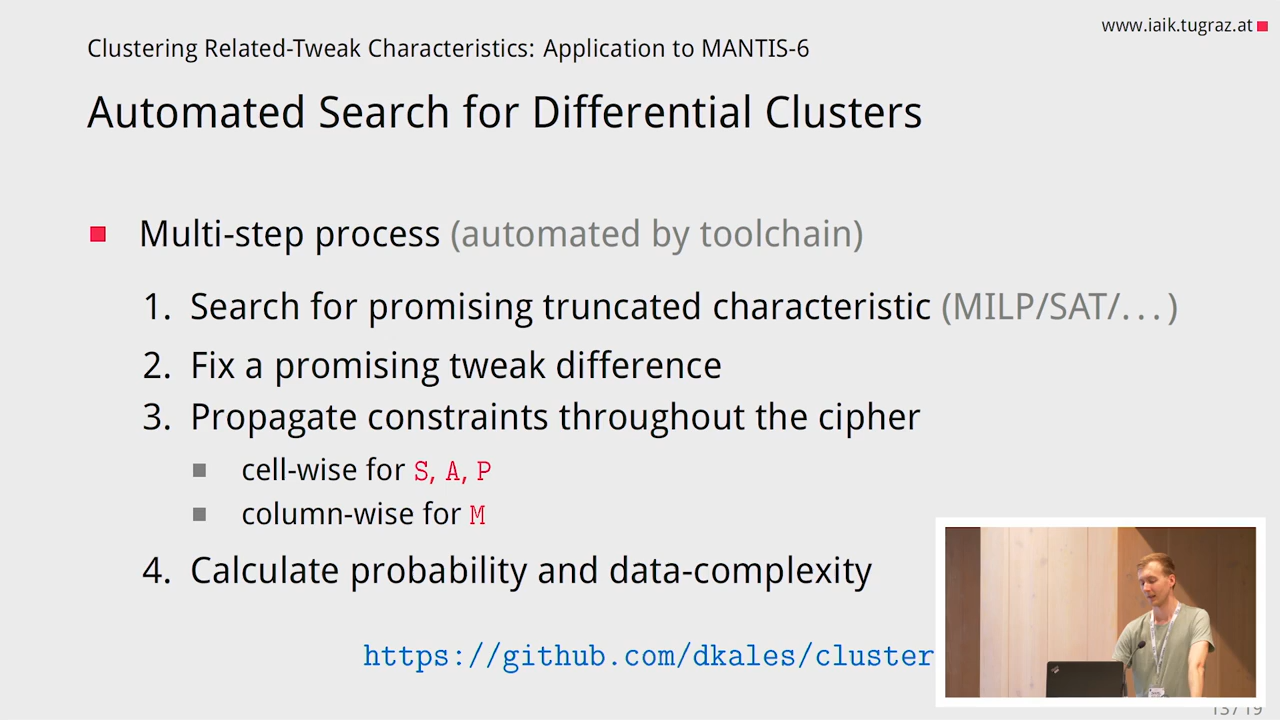 www.iaik.tugraz.at
Clustering Related-Tweak Characteristics: Application to MANTIS-6
Automated Search for Differential Clusters
Multi-step process (automated by toolchain)
1. Search for promising truncated characteristic (MILP/SAT/...)
2. Fix a promising tweak difference
3. Propagate constraints throughout the cipher
cell-wise for S, A, P
column-wise for M
4. Calculate probability and data-complexity
https://github.com/dkales/cluster
13/19